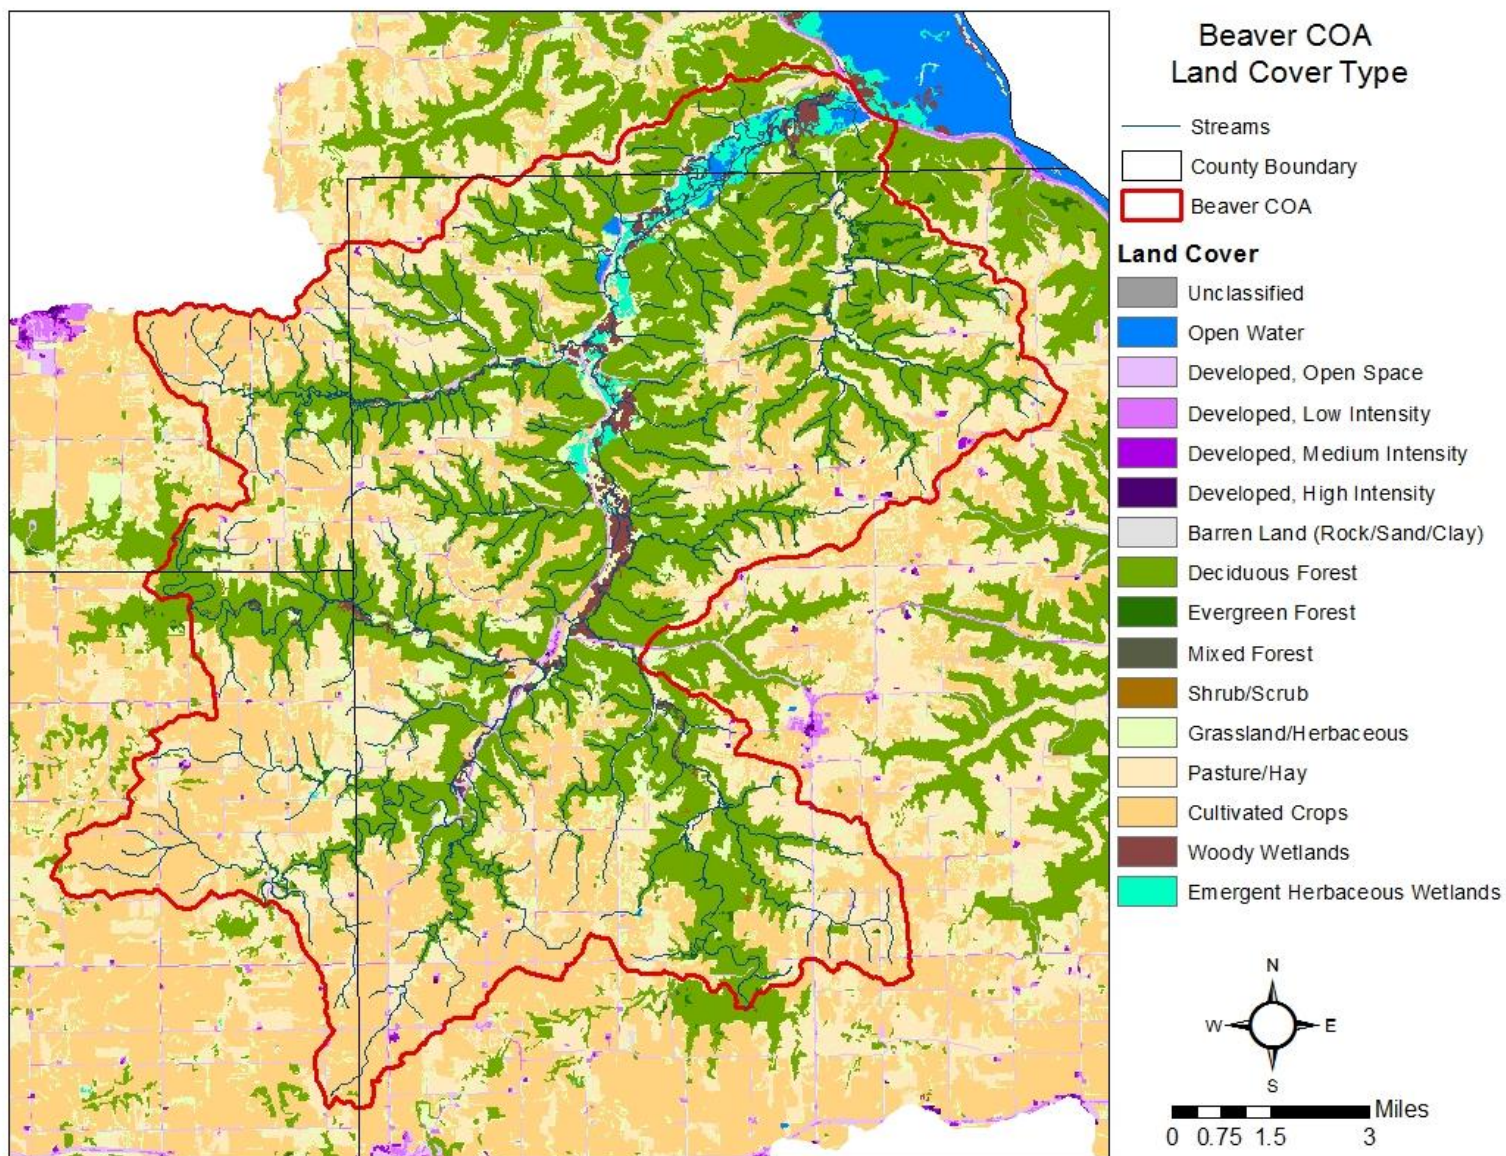 Beaver COA
Land Cover Type
Streams
County Boundary
Beaver COA
Land Cover
Unclassified
Open Water
Developed, Open Space
Developed, Low Intensity
Developed, Medium Intensity
Developed, High Intensity
Barren Land (Rock/Sand/Clay)
Deciduous Forest
Evergreen Forest
Mixed Forest
Shrub/Scrub
Grassland/Herbaceous
Pasture/Hay
Cultivated Crops
Woody Wetlands
Emergent Herbaceous Wetlands
N
W E
S
Miles
0 0.75 1.5 3